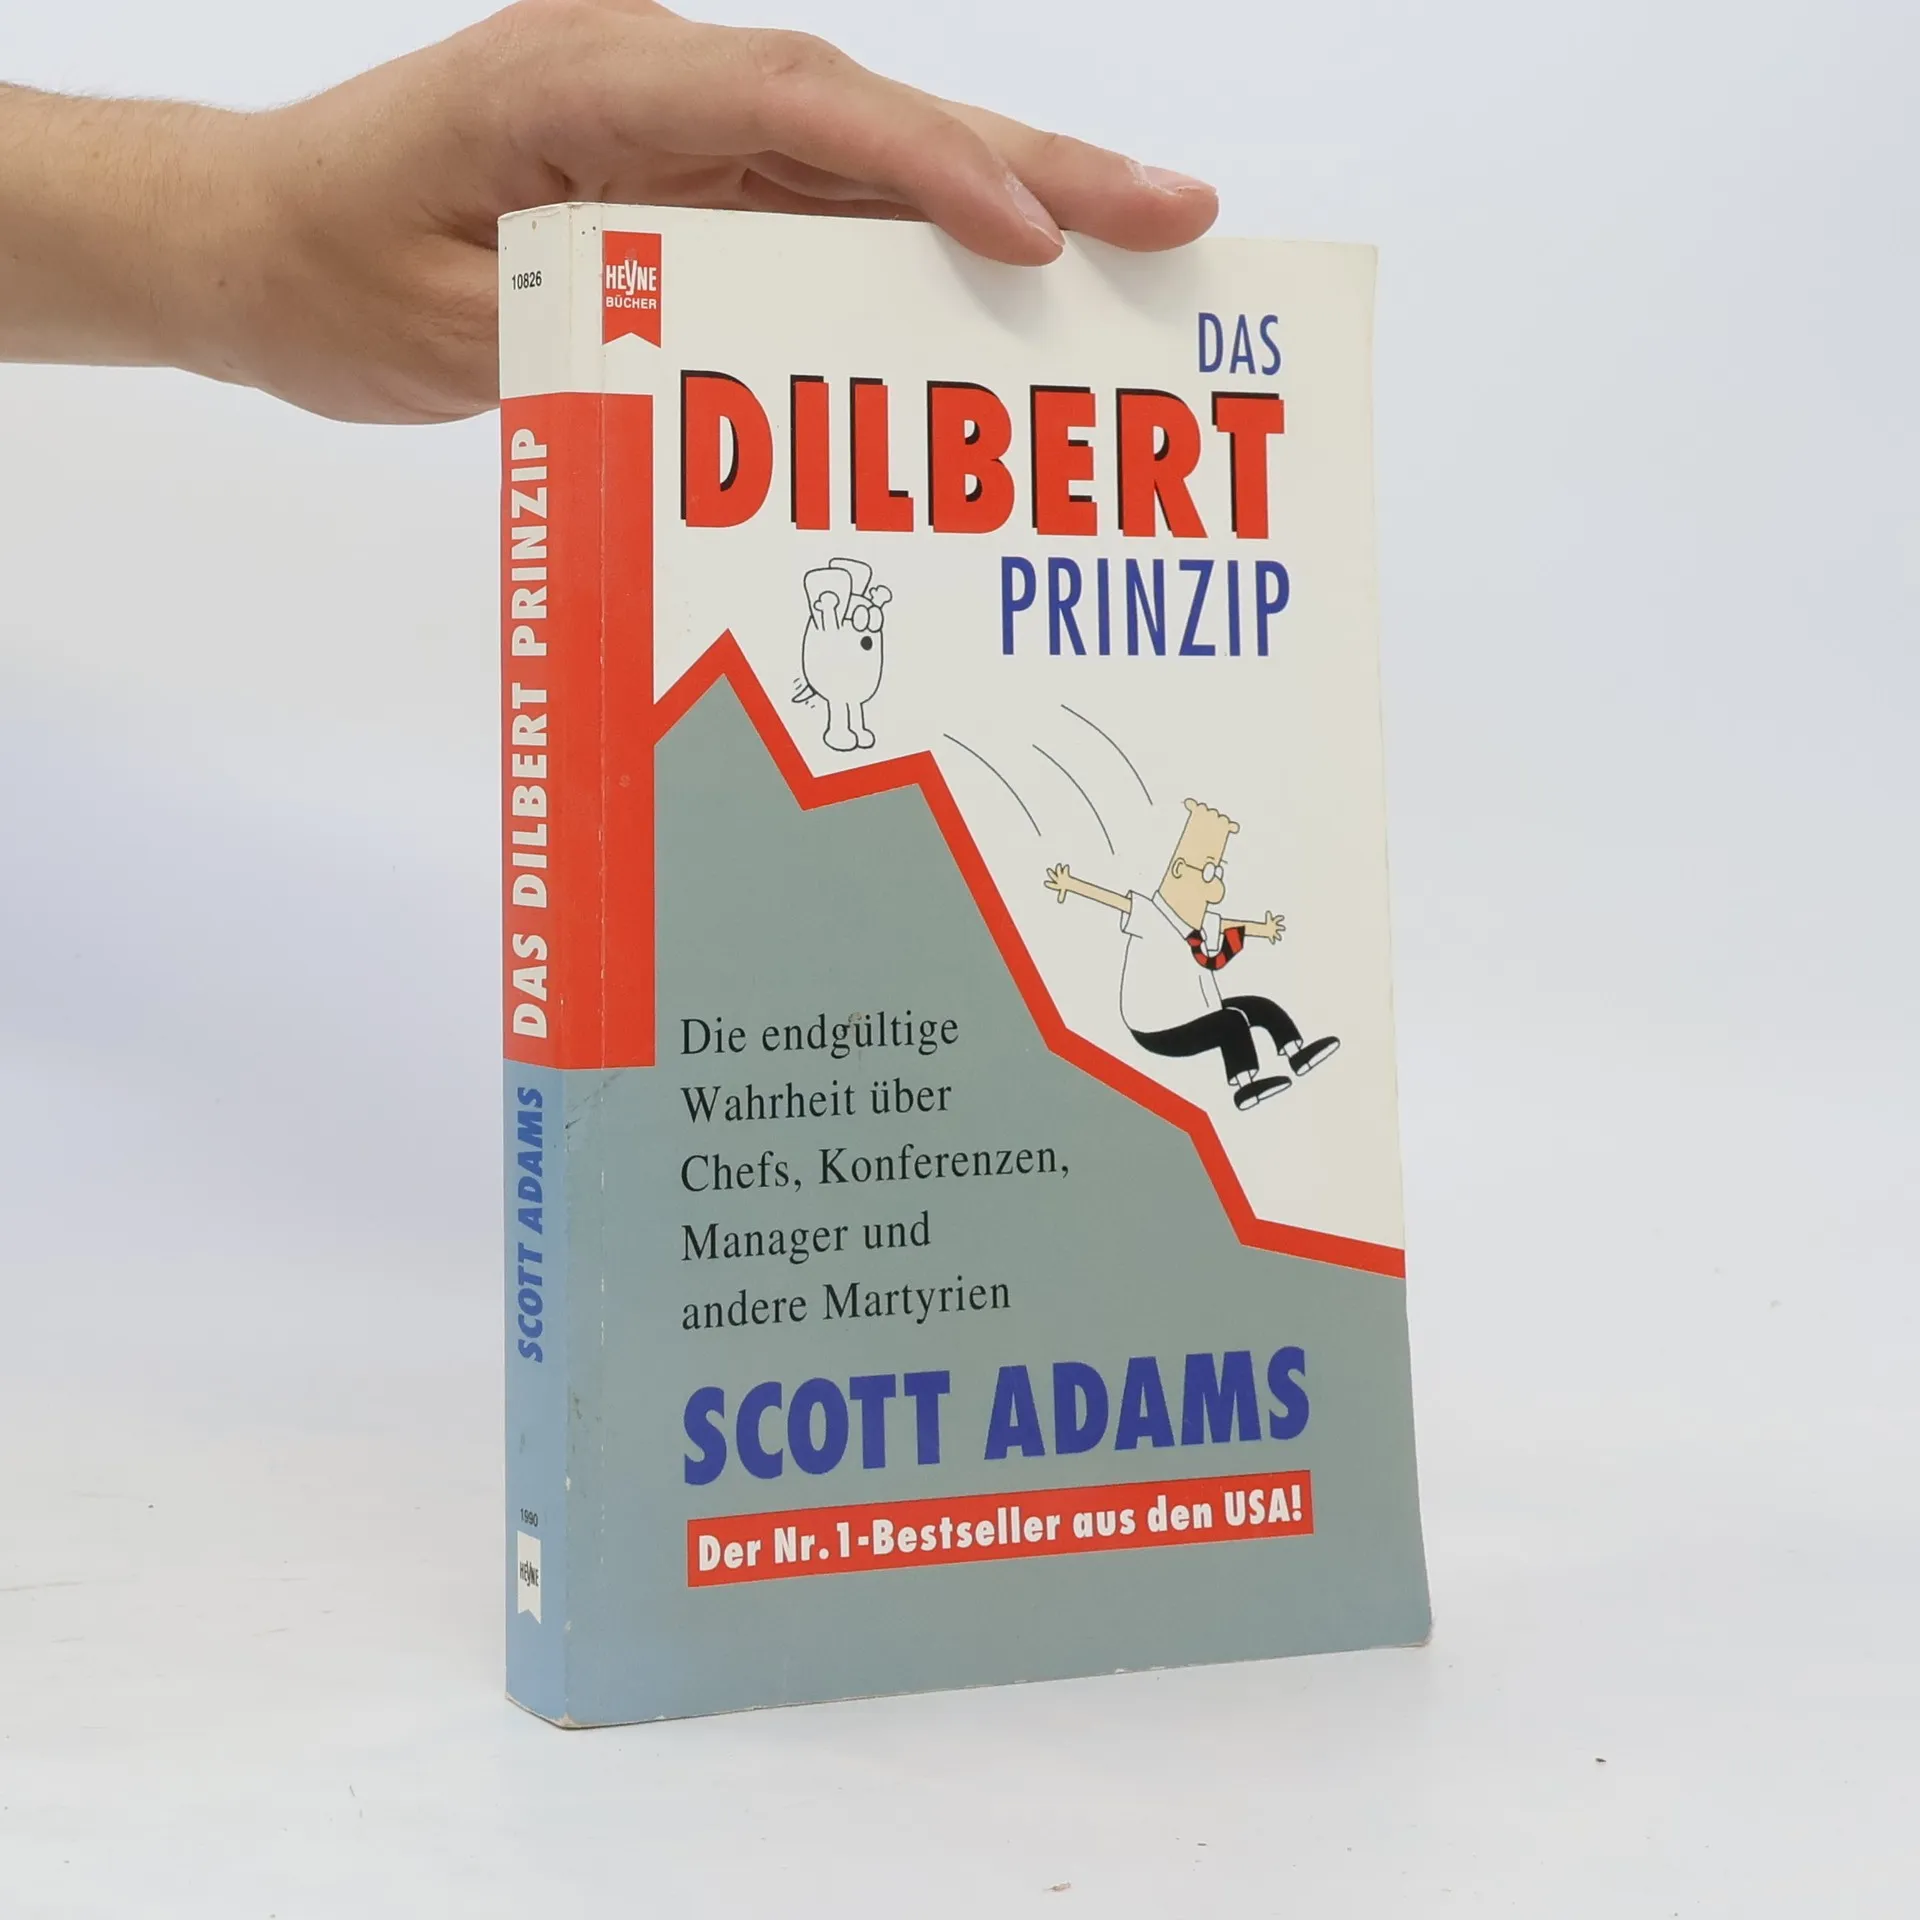 10826
DAS DILBERT PRINZIP
SCOTT ADAMS
1990
HEYNE
HEYNE
BÜCHER
DAS
DILBERT
PRINZIP
Die endgültige
Wahrheit über
Chefs, Konferenzen,
Manager und
andere Martyrien
SCOTT ADAMS
Der Nr.1-Bestseller aus den USA!